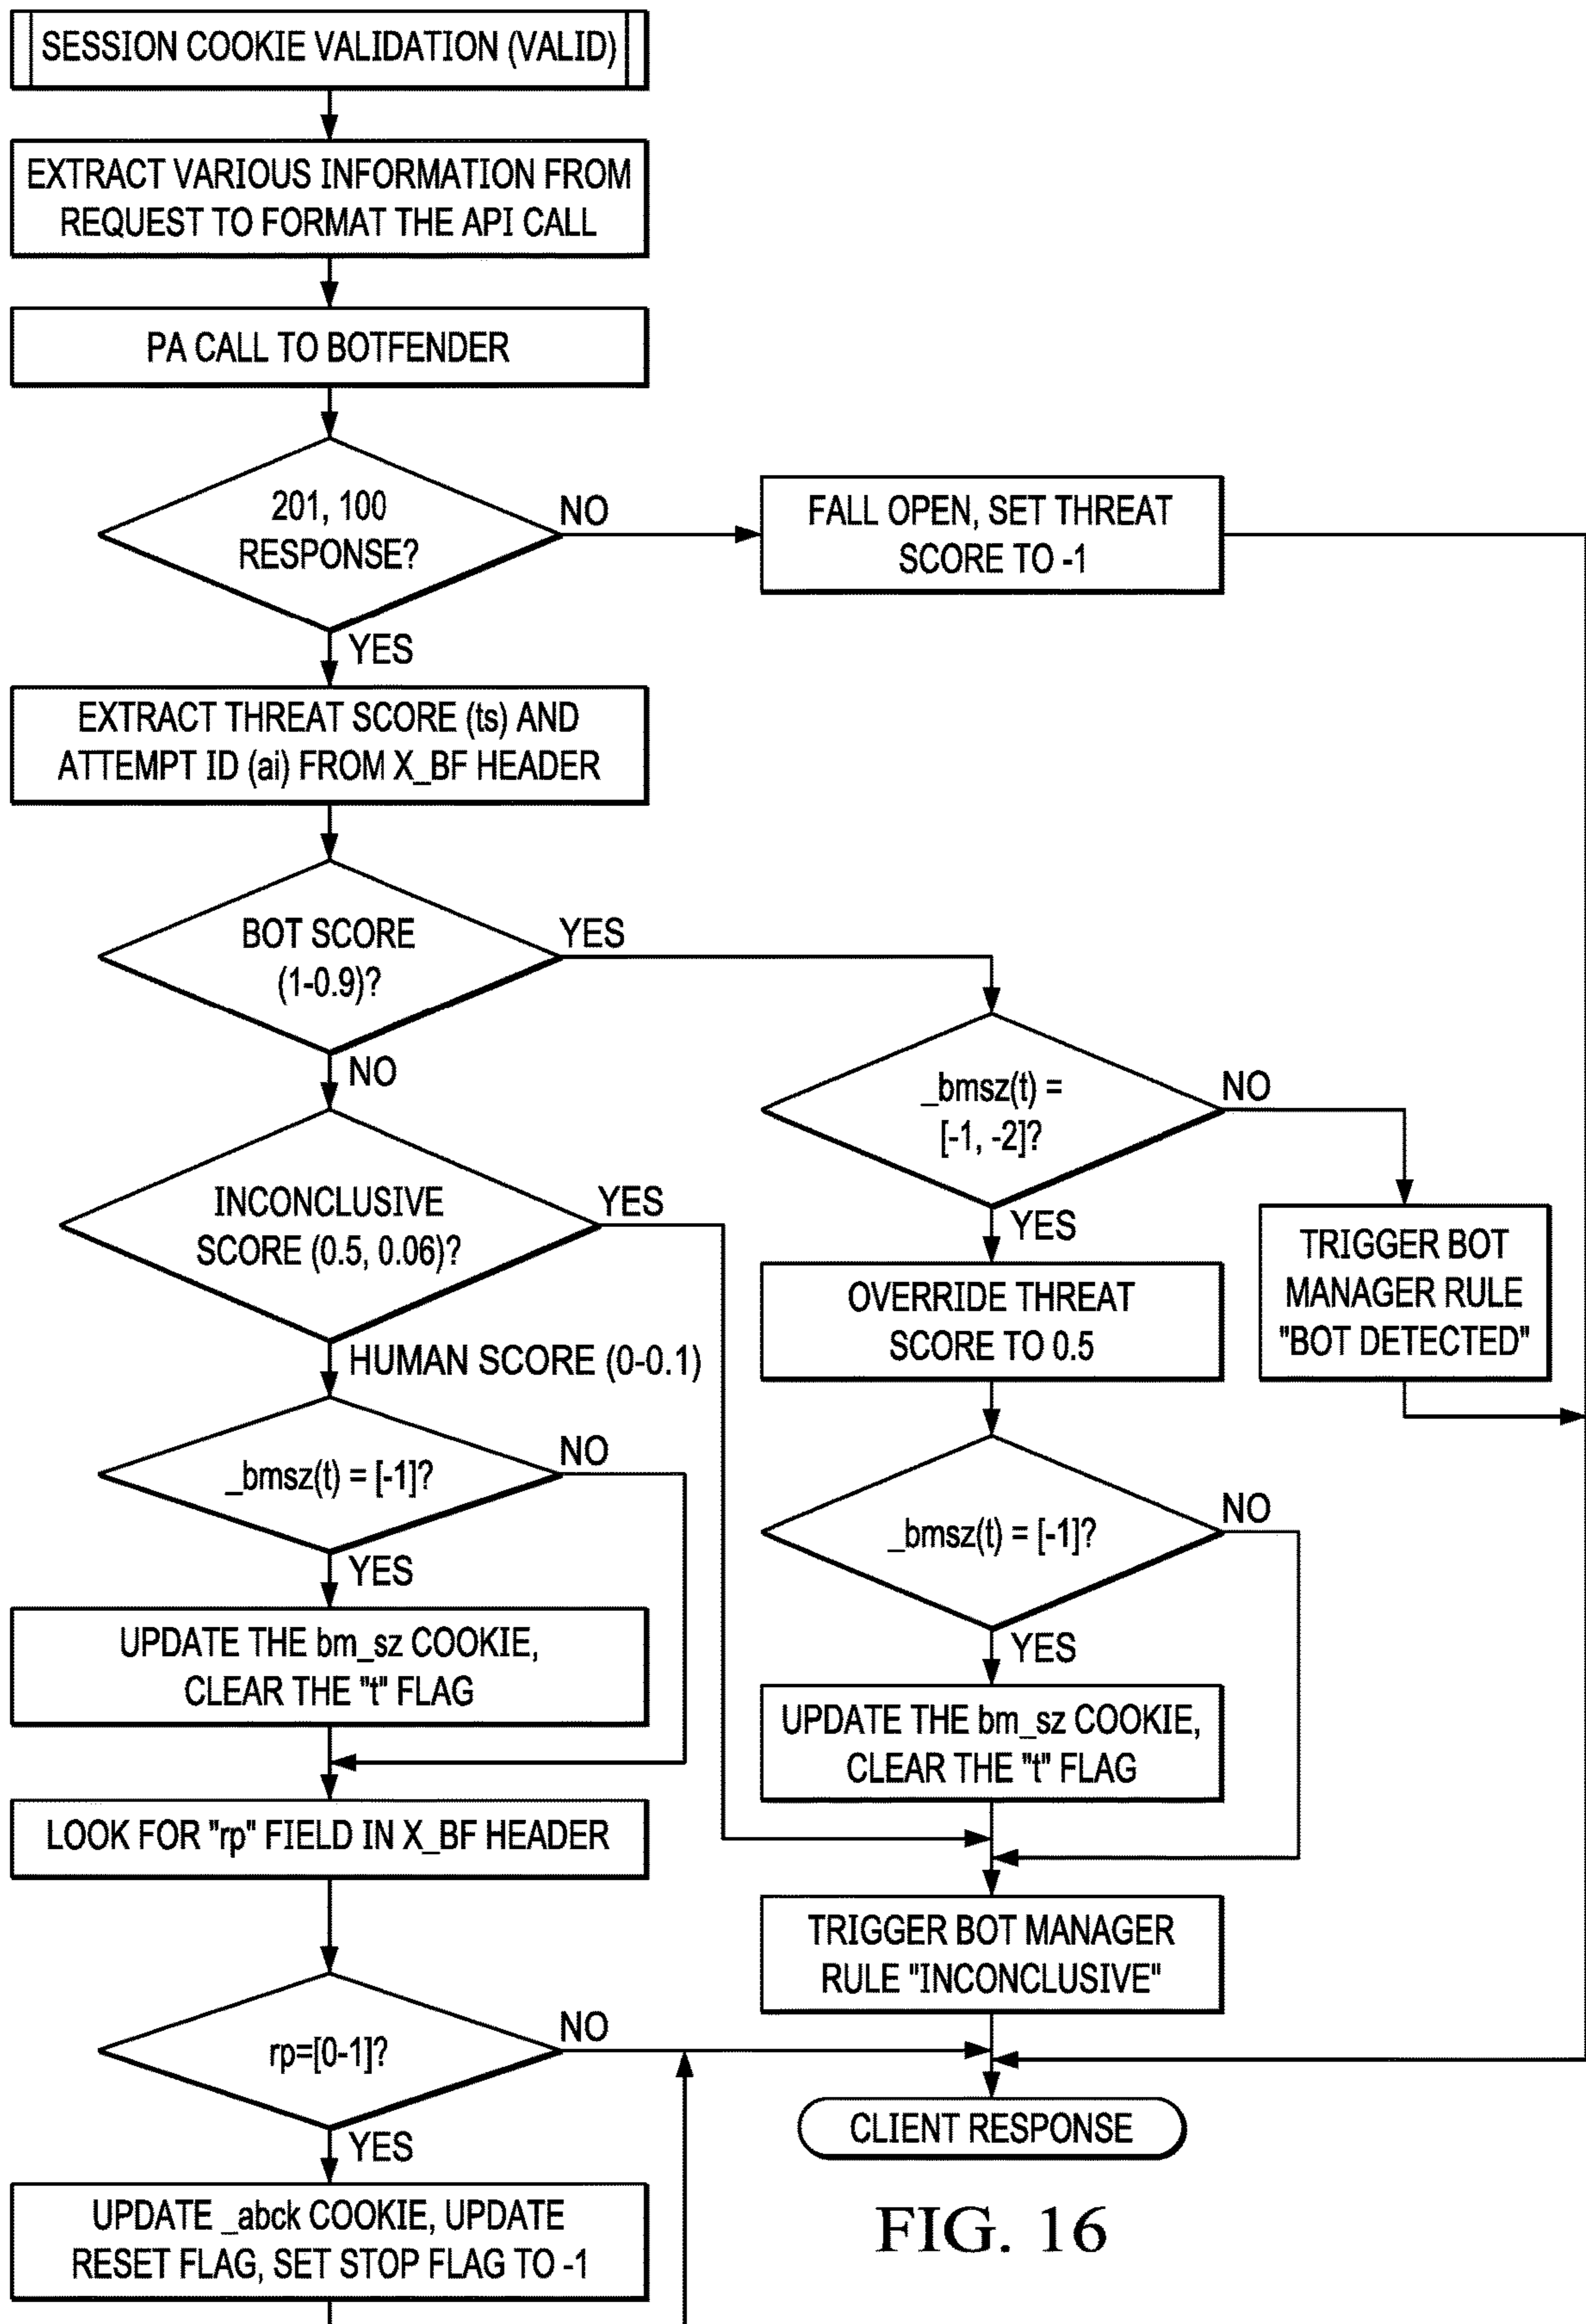 SESSION COOKIE VALIDATION (VALID)
EXTRACT VARIOUS INFORMATION FROM
REQUEST TO FORMAT THE API CALL
PA CALL TO BOTFENDER
201, 100
RESPONSE?
NO
FALL OPEN, SET THREAT
SCORE TO -1
YES
EXTRACT THREAT SCORE (ts) AND
ATTEMPT ID (ai) FROM X_BF HEADER
BOT SCORE
(1-0.9)?
YES
NO
_bmsz(t) =
[-1, -2]?
NO
YES
INCONCLUSIVE
SCORE (0.5, 0.06)?
YES
TRIGGER BOT
MANAGER RULE
"BOT DETECTED"
OVERRIDE THREAT
SCORE TO 0.5
HUMAN SCORE (0-0.1)
_bmsz(t) = [-1]?
NO
YES
_bmsz(t) = [-1]?
NO
YES
UPDATE THE bm_sz COOKIE,
CLEAR THE "t" FLAG
UPDATE THE bm_sz COOKIE,
CLEAR THE "t" FLAG
LOOK FOR "rp" FIELD IN X_BF HEADER
TRIGGER BOT MANAGER
RULE "INCONCLUSIVE"
rp=[0-1]?
NO
YES
CLIENT RESPONSE
UPDATE _abck COOKIE, UPDATE
RESET FLAG, SET STOP FLAG TO -1
FIG. 16